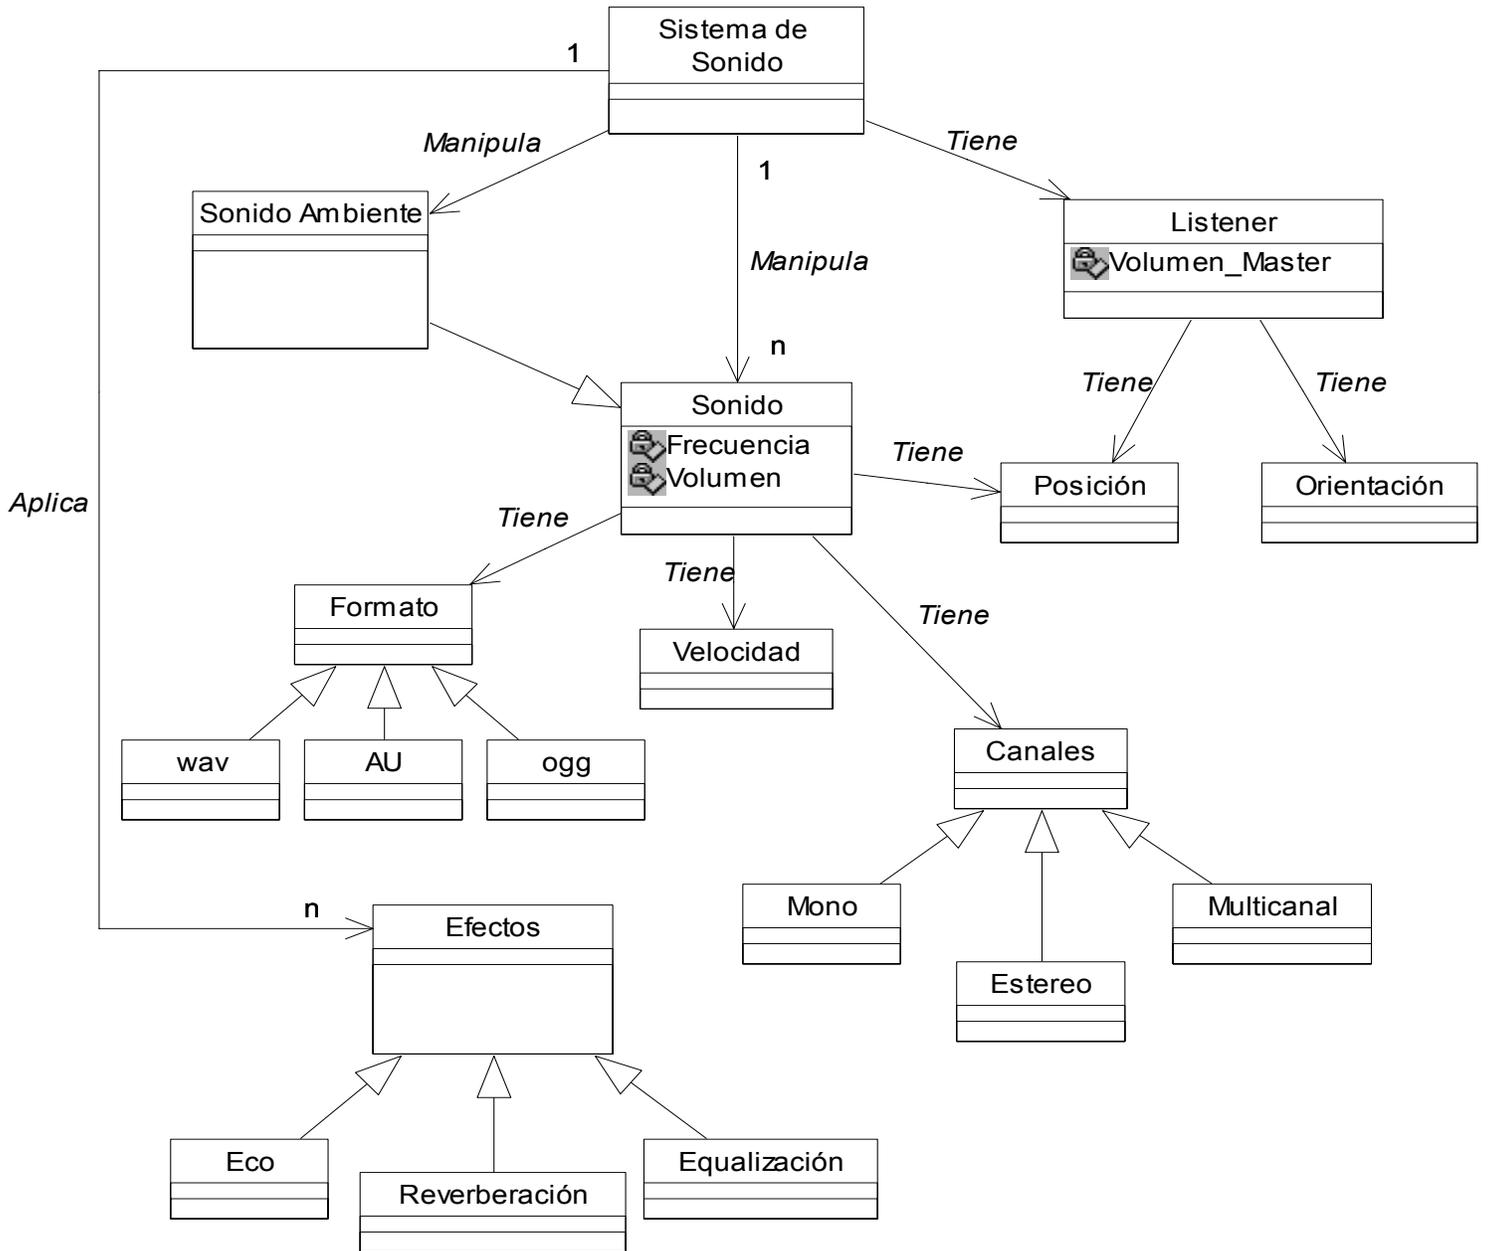 Sistema de
Sonido
1
Manipula
Tiene
1
Sonido Ambiente
Listener
Volumen_Master
Manipula
n
Tiene
Tiene
Sonido
Frecuencia
Volumen
Tiene
Posición
Orientación
Aplica
Tiene
Tiene
Formato
Tiene
Velocidad
wav
AU
ogg
Canales
Mono
Multicanal
n
Efectos
Estereo
Eco
Equalización
Reverberación